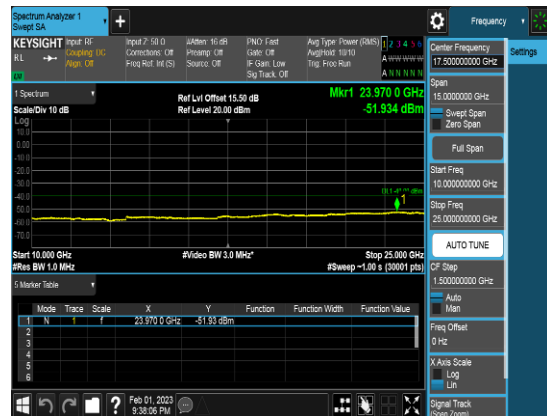 Spectrum Analyzer 1
Swept SA
+
Frequency
KEYSIGHT
Input: RF
Coupling: DC
Align: Off
Input Z: 50 Ω
Corrections: Off
Freq Ref: Int (S)
#Atten: 16 dB
Preamp: Off
Source: Off
PNO: Fast
Gate: Off
IF Gain: Low
Sig Track: Off
Avg Type: Power (RMS)
Avg|Hold: 10/10
Trig: Free Run
1 2 3 4 5 6
A W W W W W
A N N N N N
R L
1 Spectrum
Scale/Div 10 dB
Ref Lvl Offset 15.50 dB
Ref Level 20.00 dBm
Mkr1 23.970 0 GHz
-51.934 dBm
Log
10.0
0.00
-10.0
-20.0
-30.0
-40.0
-50.0
-60.0
-70.0
1
Start 10.000 GHz
#Video BW 3.0 MHz*
Stop 25.000 GHz
#Res BW 1.0 MHz
#Sweep ~1.00 s (30001 pts)
5 Marker Table
Mode Trace Scale X Y Function Function Width Function Value
1 N 1 f 23.970 0 GHz -51.93 dBm
2
3
4
5
6
Feb 01, 2023
9:38:06 PM
Center Frequency
17.500000000 GHz
Settings
Span
15.0000000 GHz
Swept Span
Zero Span
Full Span
Start Freq
10.000000000 GHz
Stop Freq
25.000000000 GHz
AUTO TUNE
CF Step
1.500000000 GHz
Auto
Man
Freq Offset
0 Hz
X Axis Scale
Log
Lin
Signal Track
(Span Zoom)